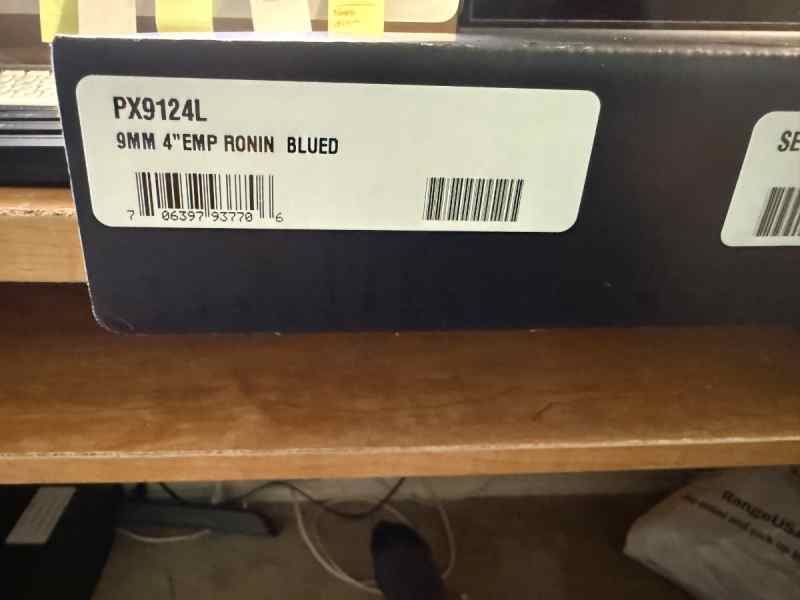 PX9124L
9MM 4"EMP RONIN BLUED
7 06397 93770 6
SE
RangeUSA